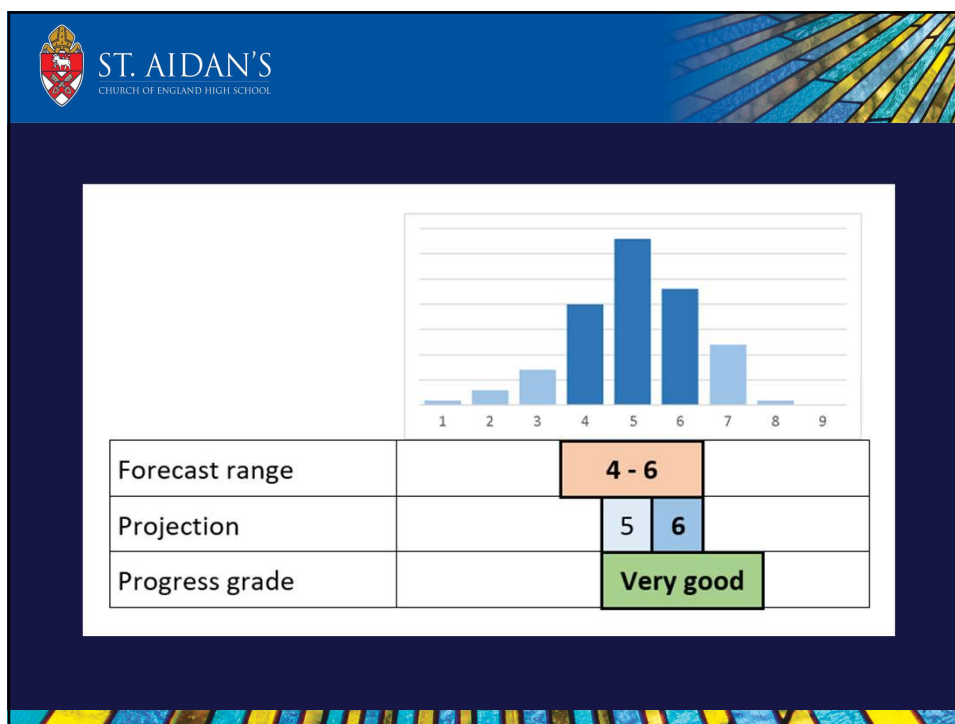 ST. AIDAN'S
CHURCH OF ENGLAND HIGH SCHOOL
1 2 3 4 5 6 7 8 9
Forecast range 4 - 6
Projection 5 6
Progress grade Very good